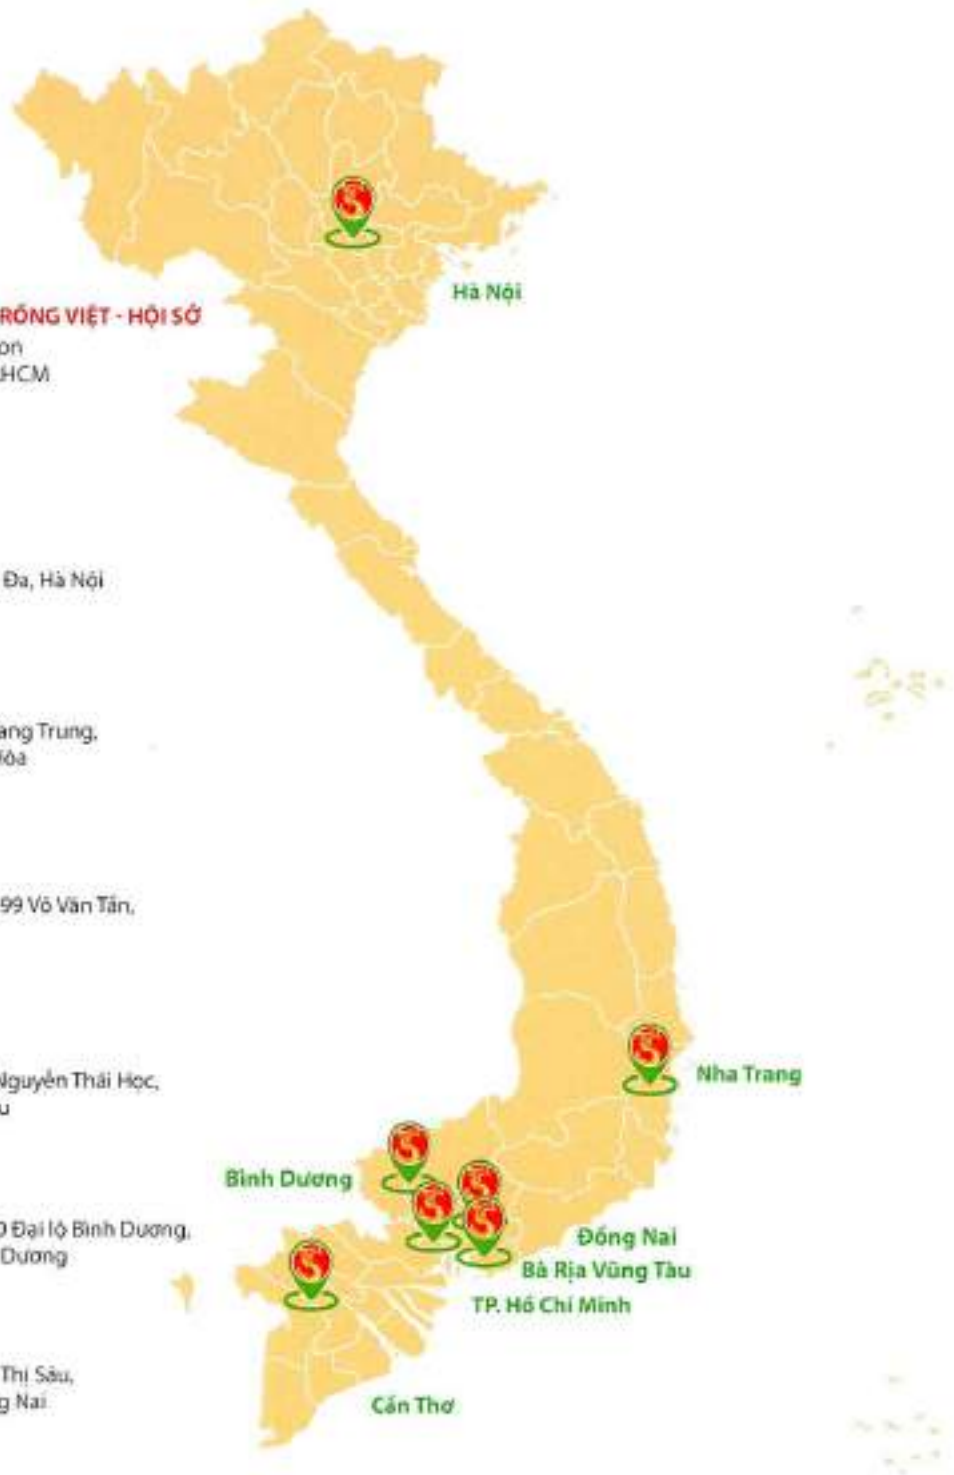 RỒNG VIỆT - HỘI SỞ
on
.HCM
Đa, Hà Nội
ang Trung,
Hòa
99 Võ Văn Tần,
Nguyễn Thái Học,
u
0 Đại lộ Bình Dương,
Dương
Thị Sáu,
g Nai
Hà Nội
Nha Trang
Bình Dương
Đồng Nai
Bà Rịa Vũng Tàu
TP. Hồ Chí Minh
Cần Thơ